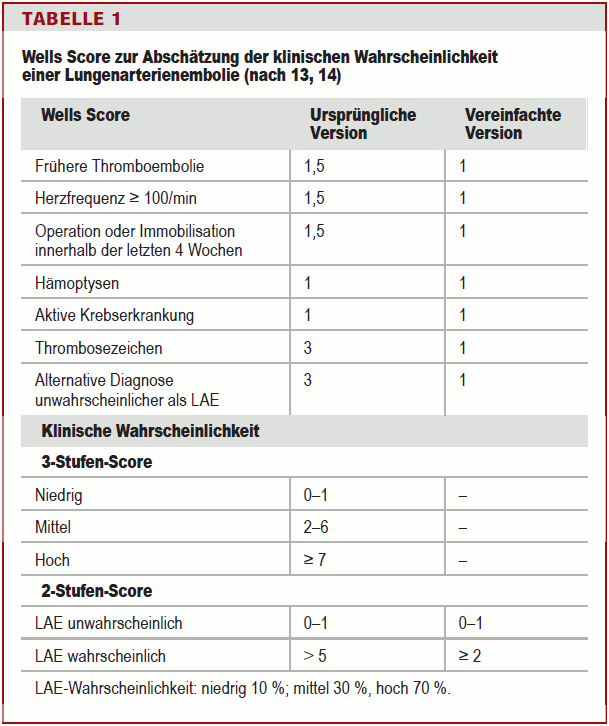 TABELLE 1
Wells Score zur Abschätzung der klinischen Wahrscheinlichkeit
einer Lungenarterienembolie (nach 13, 14)
Wells Score Ursprüngliche Version Vereinfachte Version
Frühere Thromboembolie 1,5 1
Herzfrequenz ≥ 100/min 1,5 1
Operation oder Immobilisation 1,5 1
innerhalb der letzten 4 Wochen
Hämoptysen 1 1
Aktive Krebserkrankung 1 1
Thrombosezeichen 3 1
Alternative Diagnose 3 1
unwahrscheinlicher als LAE
Klinische Wahrscheinlichkeit
3-Stufen-Score
Niedrig 0–1 –
Mittel 2–6 –
Hoch ≥ 7 –
2-Stufen-Score
LAE unwahrscheinlich 0–1 0–1
LAE wahrscheinlich > 5 ≥ 2
LAE-Wahrscheinlichkeit: niedrig 10 %; mittel 30 %, hoch 70 %.